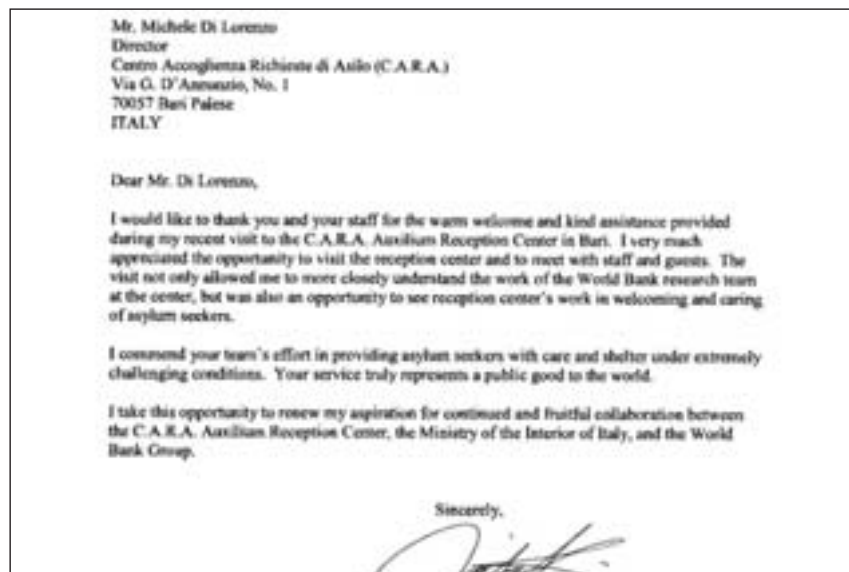 Mr. Michele Di Lorenzo
Director
Centro Accoglienza Richieste di Asilo (C.A.R.A.)
Via G. D'Annunzio, No. 1
70057 Bari Palese
ITALY
Dear Mr. Di Lorenzo,
I would like to thank you and your staff for the warm welcome and kind assistance provided
during my recent visit to the C.A.R.A. Auxilium Reception Center in Bari. I very much
appreciated the opportunity to visit the reception center and to meet with staff and guests. The
visit not only allowed me to more closely understand the work of the World Bank research team
at the center, but was also an opportunity to see reception center's work in welcoming and caring
of asylum seekers.
I commend your team's effort in providing asylum seekers with care and shelter under extremely
challenging conditions. Your service truly represents a public good to the world.
I take this opportunity to renew my aspiration for continued and fruitful collaboration between
the C.A.R.A. Auxilium Reception Center, the Ministry of the Interior of Italy, and the World
Bank Group.
Sincerely,